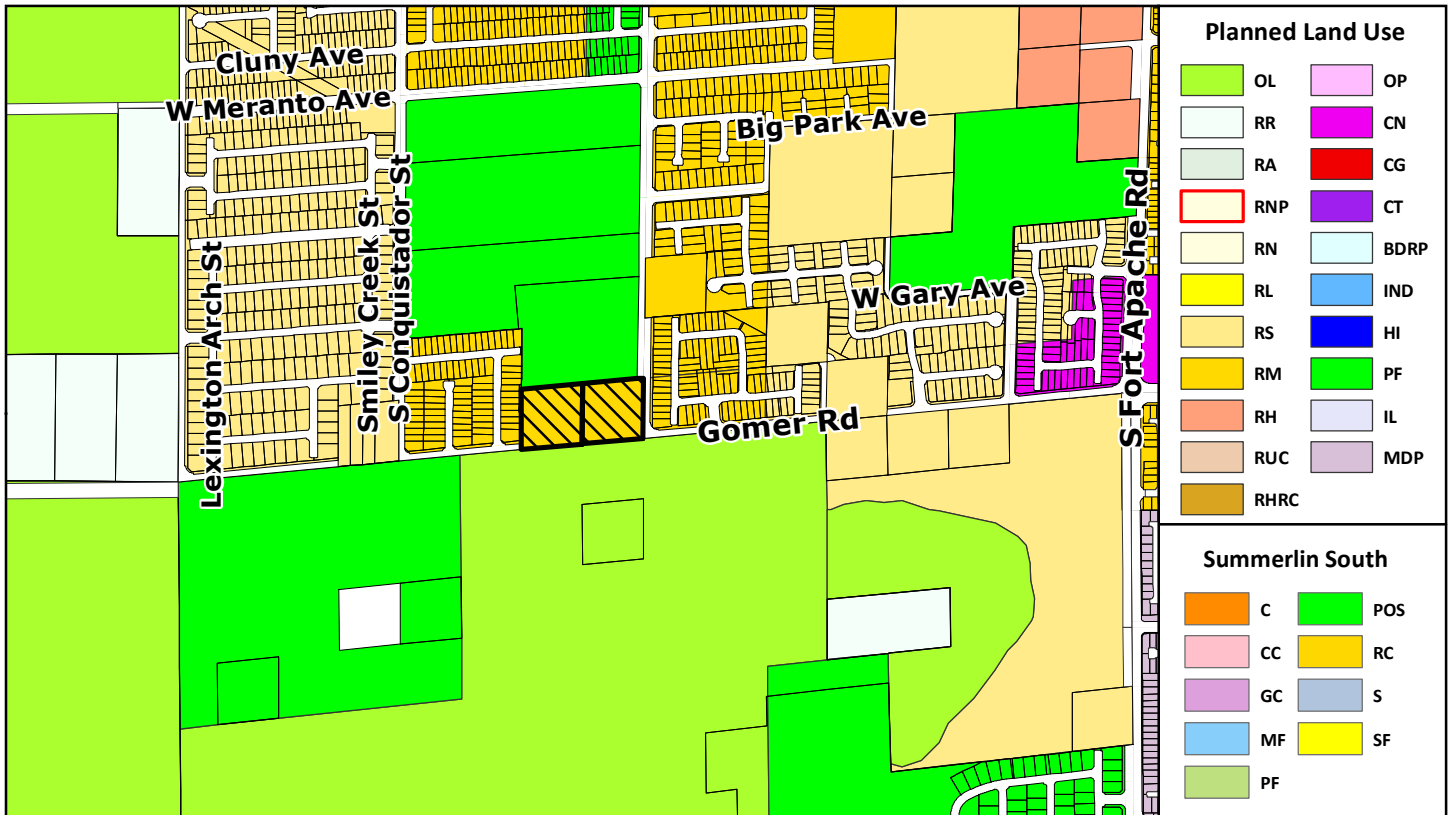 Cluny Ave
W Meranto Ave
Big Park Ave
S Conquistador St
Smiley Creek St
Lexington Arch St
W Gary Ave
S Fort Apache Rd
Gomer Rd
Planned Land Use
OL OP
RR CN
RA CG
RNP CT
RN BDRP
RL IND
RS HI
RM PF
RH IL
RUC MDP
RHRC
Summerlin South
C POS
CC RC
GC S
MF SF
PF